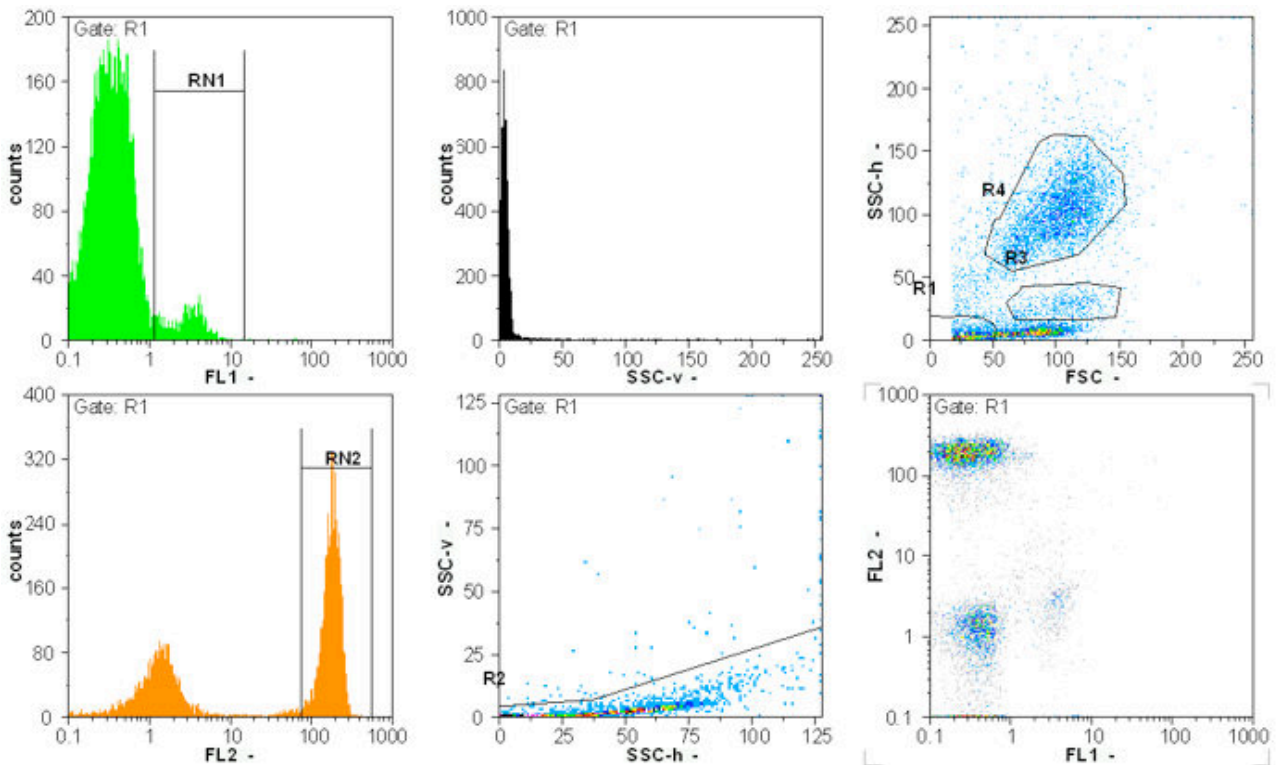 Gate: R1
200
160
120
80
40
0
counts
RN1
0.1 1 10 100 1000
FL1 -
Gate: R1
1000
800
600
400
200
0
counts
0 50 100 150 200 250
SSC-v -
250
200
150
100
50
0
SSC-h -
R4
R3
R1
0 50 100 150 200 250
FSC -
Gate: R1
400
320
240
160
80
0
counts
RN2
0.1 1 10 100 1000
FL2 -
Gate: R1
125
100
75
50
25
0
SSC-v -
R2
0 25 50 75 100 125
SSC-h -
Gate: R1
1000
100
10
1
0.1
FL2 -
0.1 1 10 100 1000
FL1 -